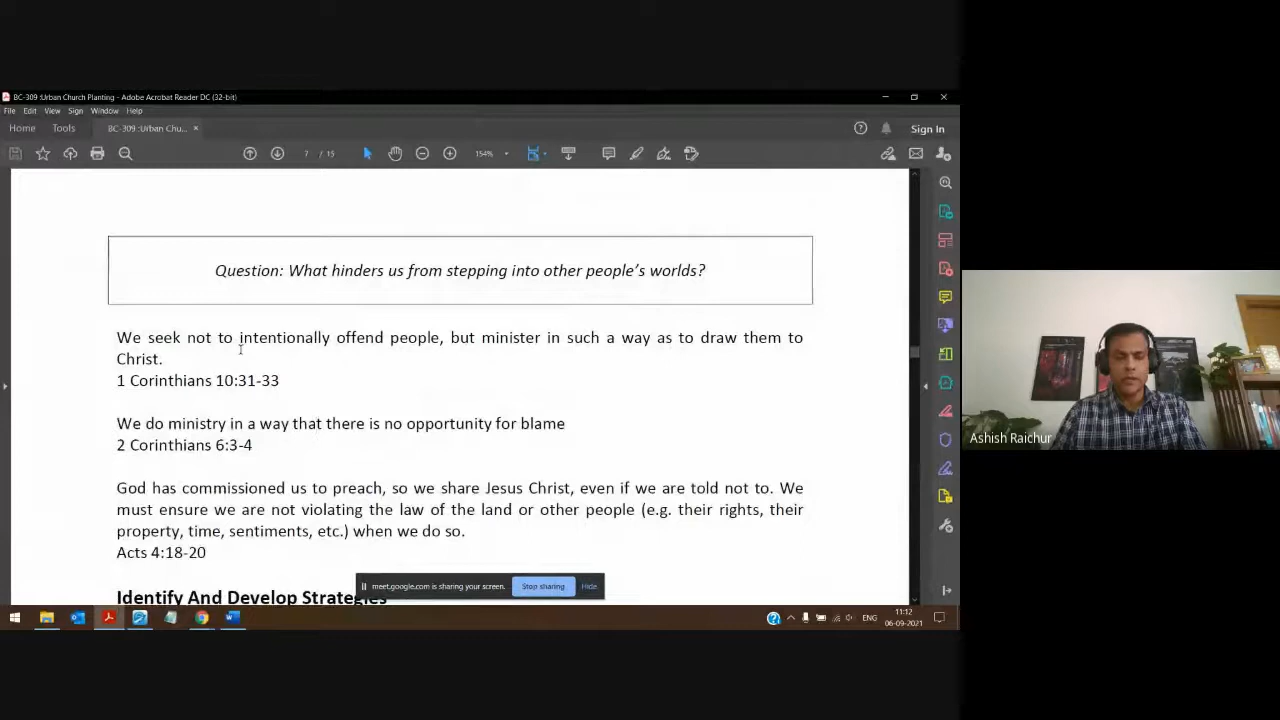 BC-309 :Urban Church Planting - Adobe Acrobat Reader DC (32-bit)
File Edit View Sign Window Help
Home Tools BC-309 :Urban Chu... × Sign In
7 / 15 154%
Question: What hinders us from stepping into other people's worlds?
We seek not to intentionally offend people, but minister in such a way as to draw them to
Christ.
1 Corinthians 10:31-33
We do ministry in a way that there is no opportunity for blame
2 Corinthians 6:3-4
God has commissioned us to preach, so we share Jesus Christ, even if we are told not to. We
must ensure we are not violating the law of the land or other people (e.g. their rights, their
property, time, sentiments, etc.) when we do so.
Acts 4:18-20
Identify And Develop Strategies
meet.google.com is sharing your screen. Stop sharing Hide
Ashish Raichur
ENG 11:12
06-09-2021